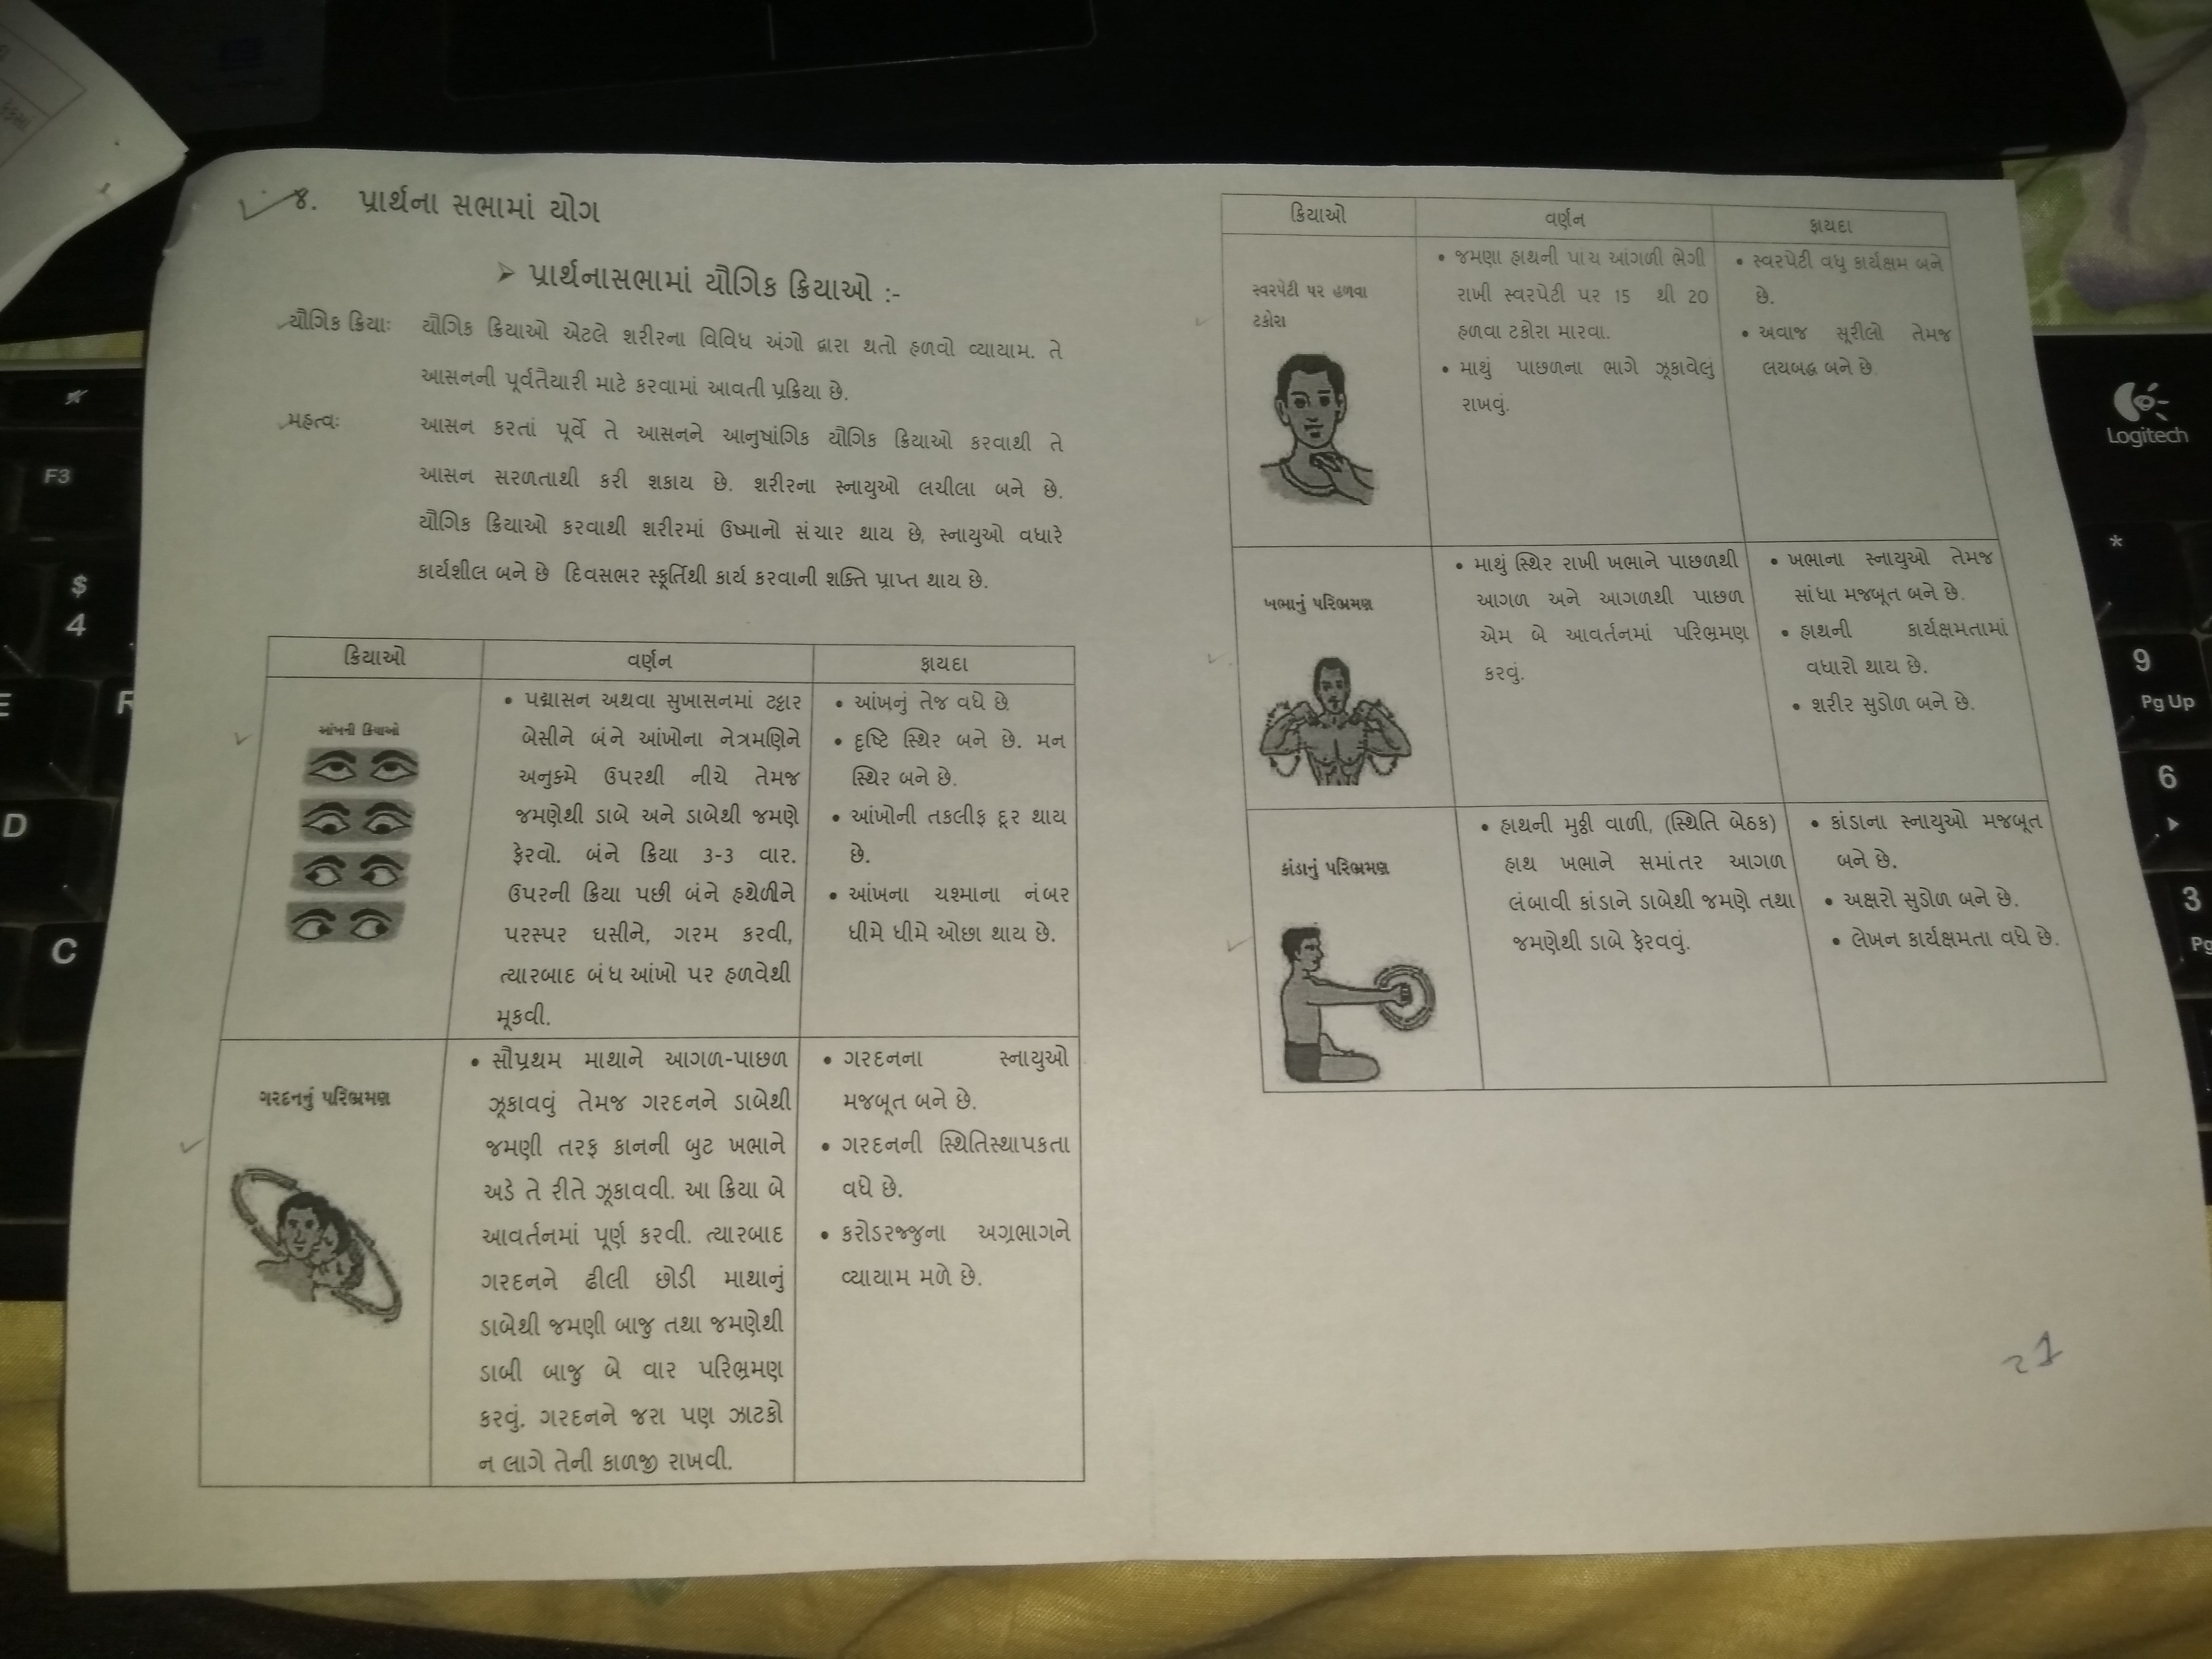 ૪. પ્રાર્થના સભામાં યોગ
➢ પ્રાર્થનાસભામાં યૌગિક ક્રિયાઓ :-
યૌગિક ક્રિયાઃ યૌગિક ક્રિયાઓ એટલે શરીરના વિવિધ અંગો દ્વારા થતો હળવો વ્યાયામ. તે
આસનની પૂર્વતૈયારી માટે કરવામાં આવતી પ્રક્રિયા છે.
મહત્વઃ આસન કરતાં પૂર્વે તે આસનને આનુષાંગિક યૌગિક ક્રિયાઓ કરવાથી તે
આસન સરળતાથી કરી શકાય છે. શરીરના સ્નાયુઓ લચીલા બને છે.
યૌગિક ક્રિયાઓ કરવાથી શરીરમાં ઉષ્માનો સંચાર થાય છે, સ્નાયુઓ વધારે
કાર્યશીલ બને છે દિવસભર સ્ફૂર્તિથી કાર્ય કરવાની શક્તિ પ્રાપ્ત થાય છે.
ક્રિયાઓ વર્ણન ફાયદા
આંખની ક્રિયાઓ
• પદ્માસન અથવા સુખાસનમાં ટટ્ટાર
બેસીને બંને આંખોના નેત્રમણિને
અનુક્રમે ઉપરથી નીચે તેમજ
જમણેથી ડાબે અને ડાબેથી જમણે
ફેરવો. બંને ક્રિયા 3-3 વાર.
ઉપરની ક્રિયા પછી બંને હથેળીને
પરસ્પર ઘસીને, ગરમ કરવી,
ત્યારબાદ બંધ આંખો પર હળવેથી
મૂકવી.
• આંખનું તેજ વધે છે
• દૃષ્ટિ સ્થિર બને છે. મન
સ્થિર બને છે.
• આંખોની તકલીફ દૂર થાય
છે.
• આંખના ચશ્માના નંબર
ધીમે ધીમે ઓછા થાય છે.
ગરદનનું પરિભ્રમણ
• સૌપ્રથમ માથાને આગળ-પાછળ
ઝૂકાવવું તેમજ ગરદનને ડાબેથી
જમણી તરફ કાનની બુટ ખભાને
અડે તે રીતે ઝૂકાવવી. આ ક્રિયા બે
આવર્તનમાં પૂર્ણ કરવી. ત્યારબાદ
ગરદનને ઢીલી છોડી માથાનું
ડાબેથી જમણી બાજુ તથા જમણેથી
ડાબી બાજુ બે વાર પરિભ્રમણ
કરવું. ગરદનને જરા પણ ઝાટકો
ન લાગે તેની કાળજી રાખવી.
• ગરદનના સ્નાયુઓ
મજબૂત બને છે.
• ગરદનની સ્થિતિસ્થાપકતા
વધે છે.
• કરોડરજ્જુના અગ્રભાગને
વ્યાયામ મળે છે.
ક્રિયાઓ વર્ણન ફાયદા
સ્વરપેટી પર હળવા
ટકોરા
• જમણા હાથની પાંચ આંગળી ભેગી
રાખી સ્વરપેટી પર 15 થી 20
હળવા ટકોરા મારવા.
• માથું પાછળના ભાગે ઝૂકાવેલું
રાખવું.
• સ્વરપેટી વધુ કાર્યક્ષમ બને
છે.
• અવાજ સૂરીલો તેમજ
લયબદ્ધ બને છે
ખભાનું પરિભ્રમણ
• માથું સ્થિર રાખી ખભાને પાછળથી
આગળ અને આગળથી પાછળ
એમ બે આવર્તનમાં પરિભ્રમણ
કરવું.
• ખભાના સ્નાયુઓ તેમજ
સાંધા મજબૂત બને છે.
• હાથની કાર્યક્ષમતામાં
વધારો થાય છે.
• શરીર સુડોળ બને છે.
કાંડાનું પરિભ્રમણ
• હાથની મુઠ્ઠી વાળી, (સ્થિતિ બેઠક)
હાથ ખભાને સમાંતર આગળ
લંબાવી કાંડાને ડાબેથી જમણે તથા
જમણેથી ડાબે ફેરવવું.
• કાંડાના સ્નાયુઓ મજબૂત
બને છે.
• અક્ષરો સુડોળ બને છે.
• લેખન કાર્યક્ષમતા વધે છે.
Logitech
F3
$
4
E
R
D
C
*
9
Pg Up
6
3
Pg